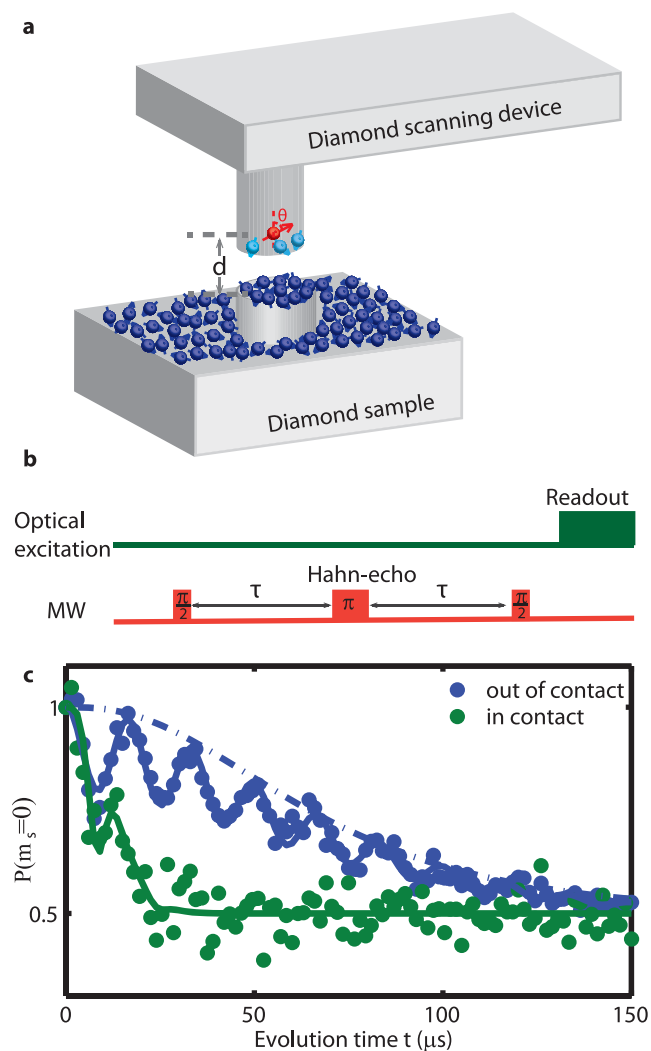 a
Diamond scanning device
θ
d
Diamond sample
b
Readout
Optical
excitation
Hahn-echo
MW
π/2
τ
π
τ
π/2
c
out of contact
in contact
P(mₛ=0)
1
0.5
0
50
100
150
Evolution time t (μs)